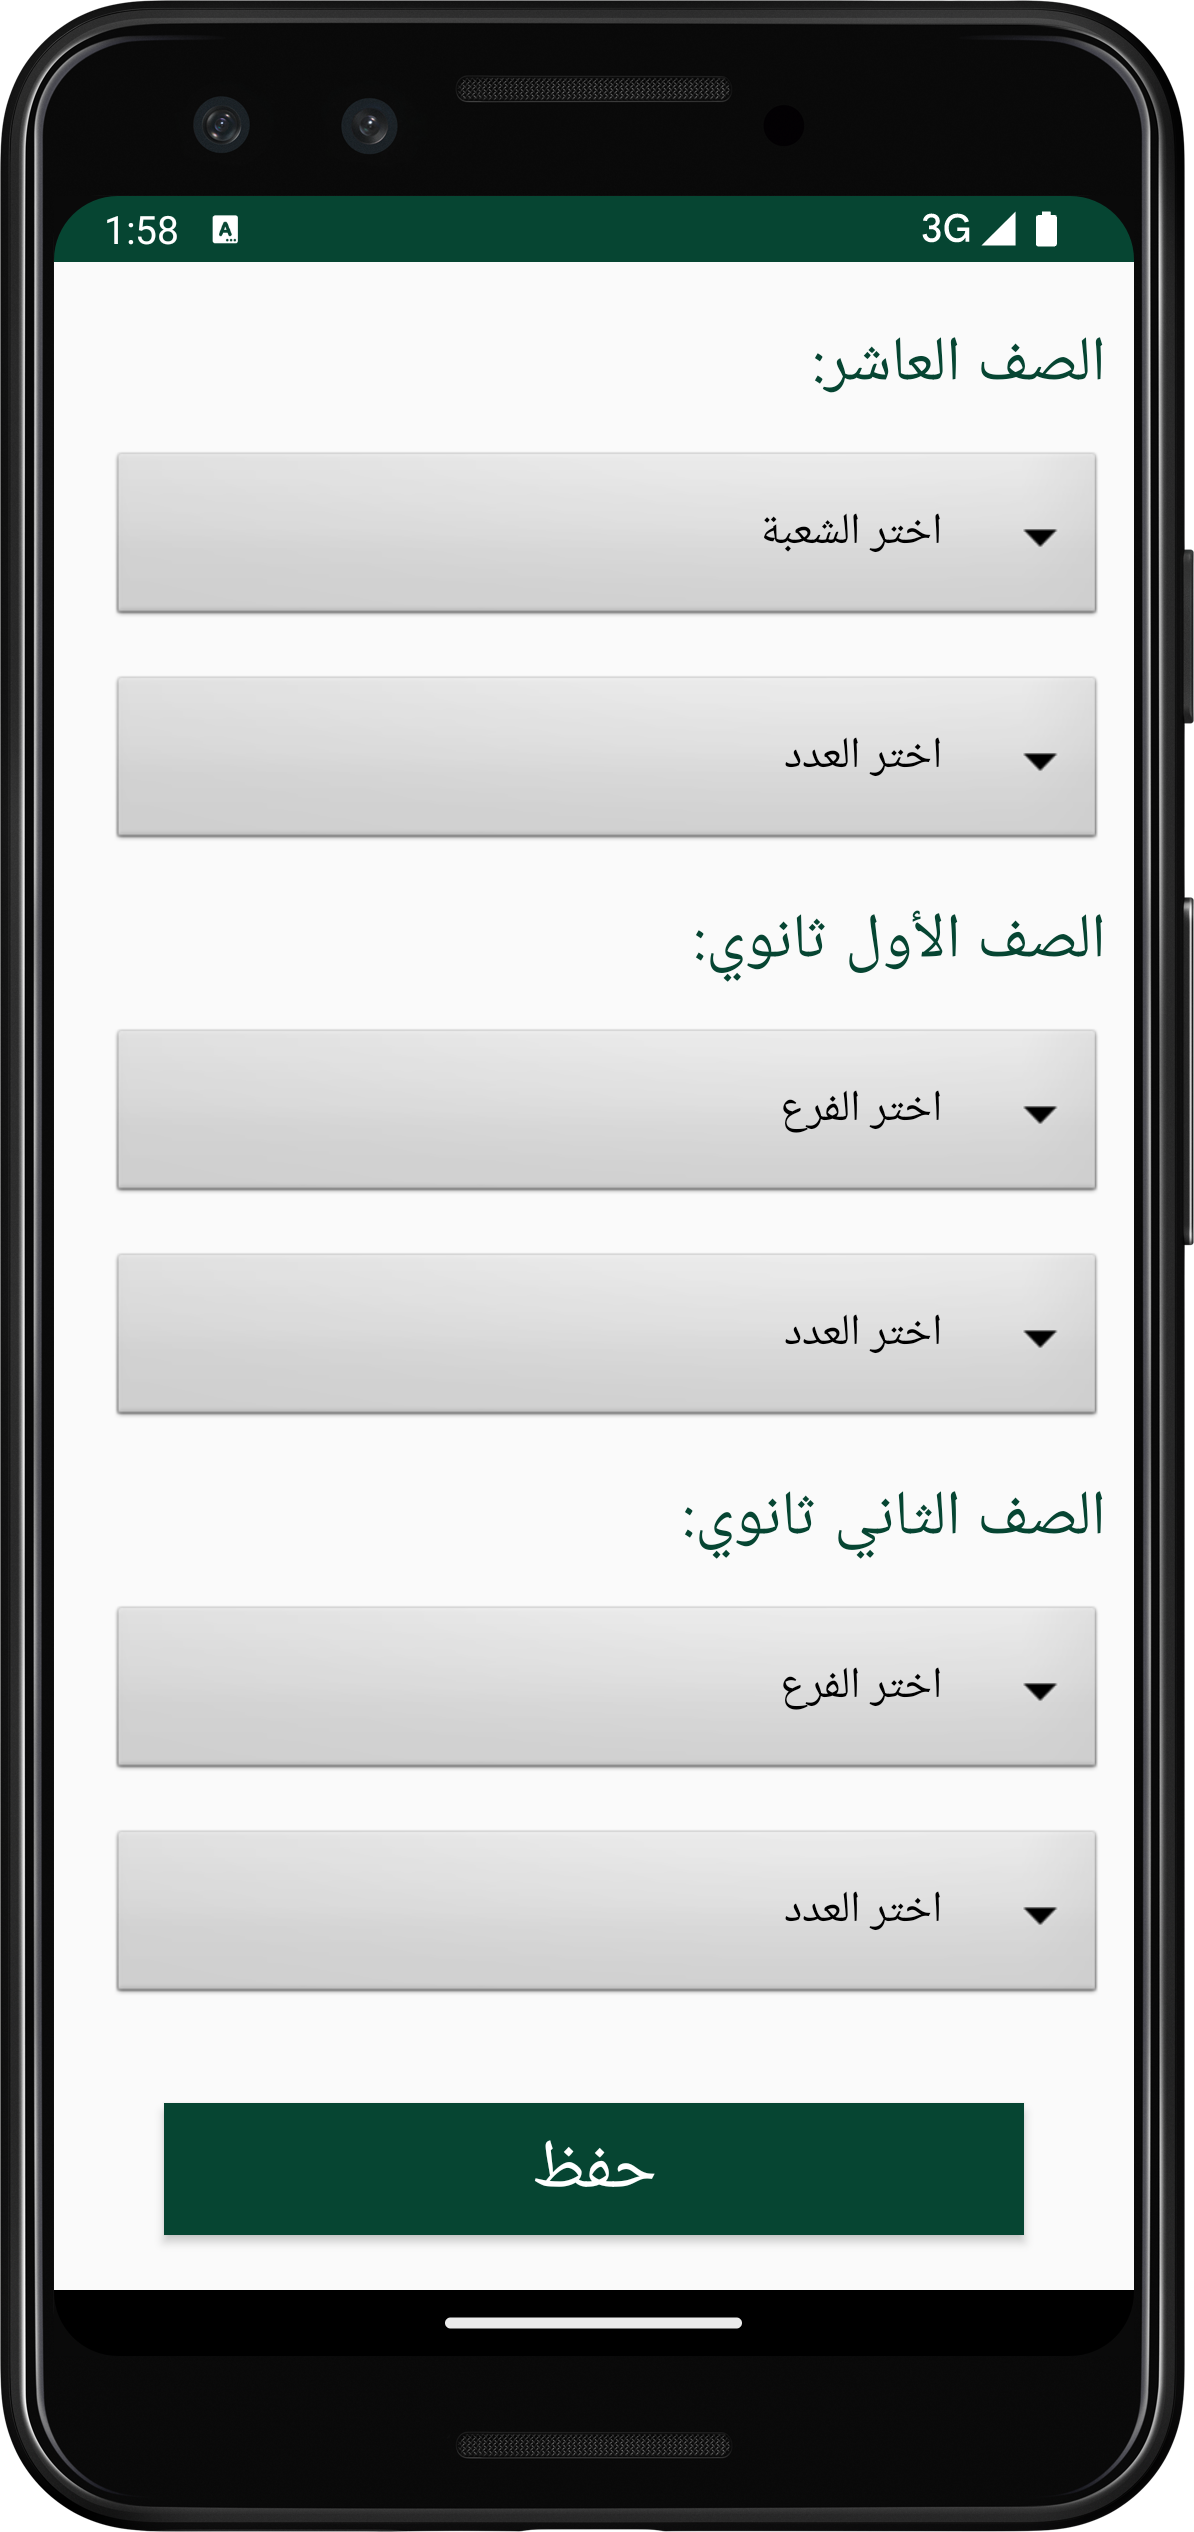 1:58 3G
الصف العاشر:
اختر الشعبة
اختر العدد
الصف الأول ثانوي:
اختر الفرع
اختر العدد
الصف الثاني ثانوي:
اختر الفرع
اختر العدد
حفظ